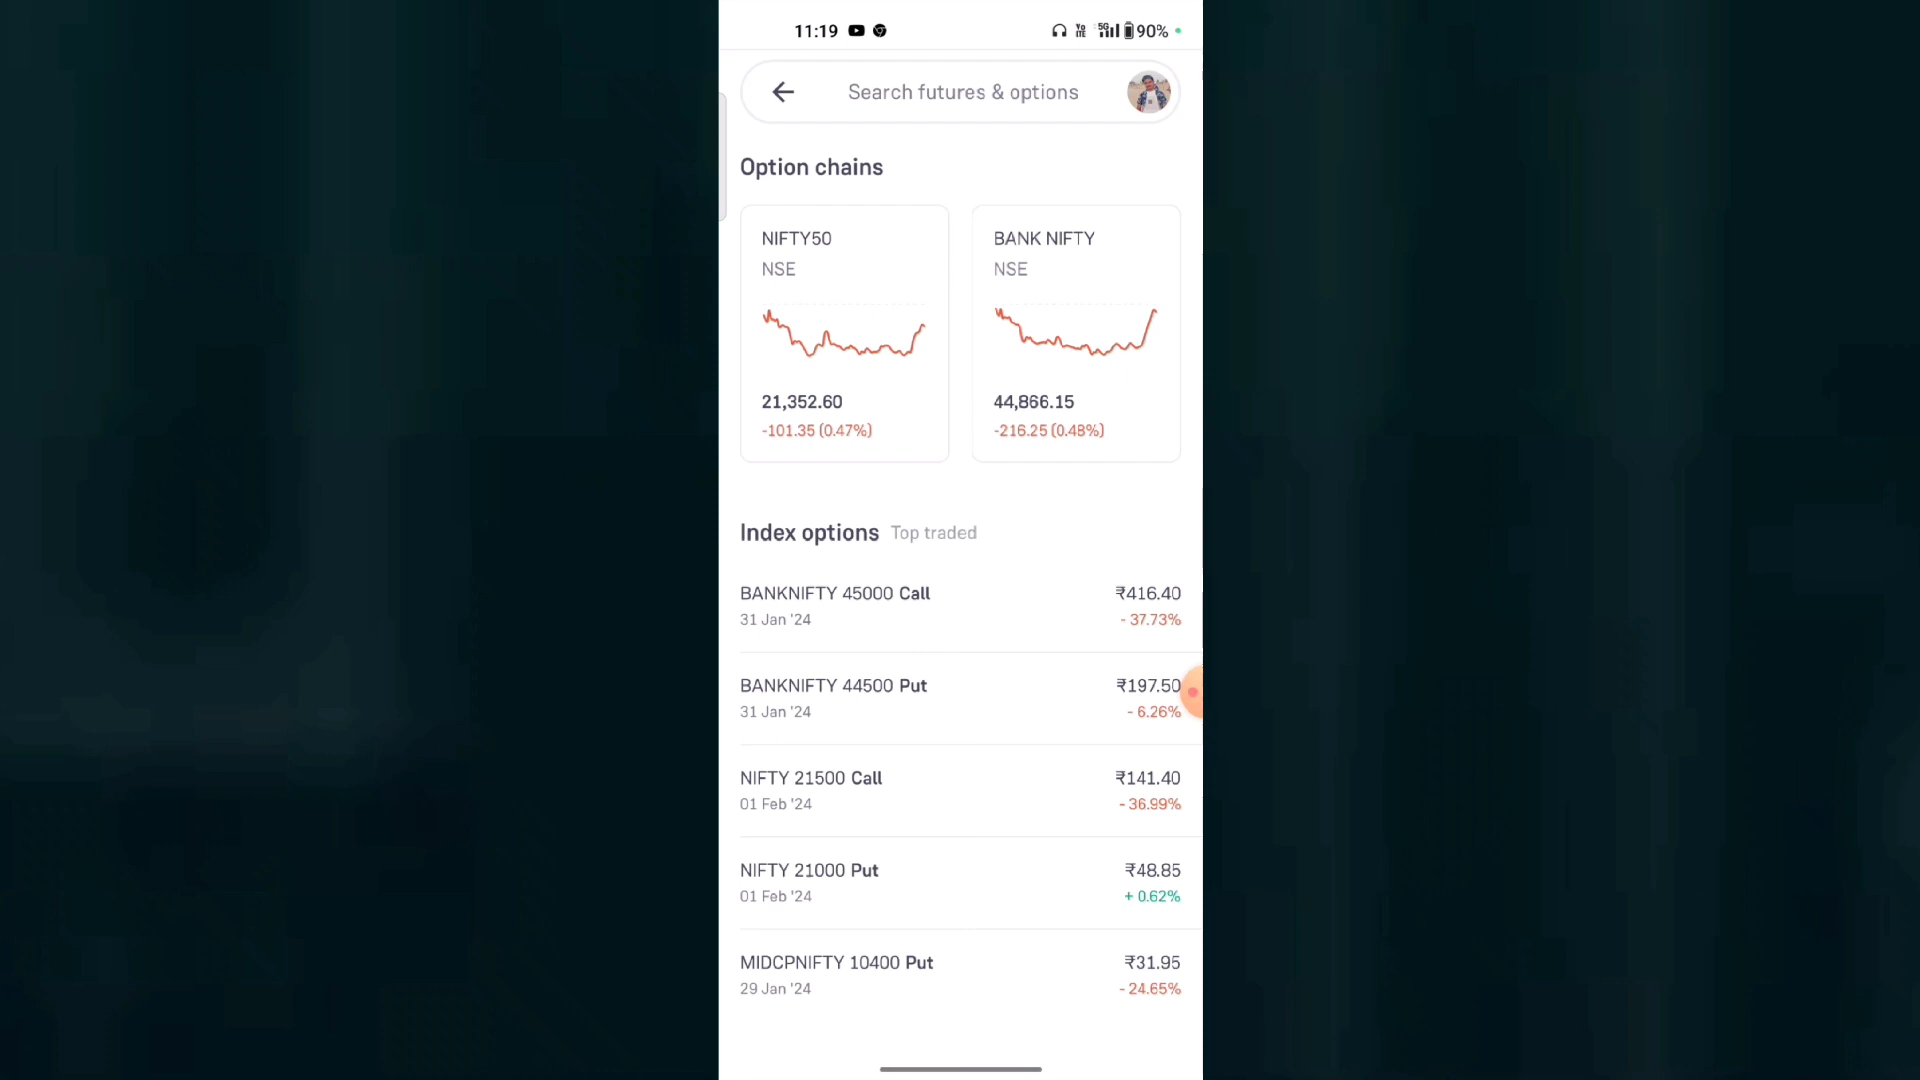 11:19
5G
90%
Search futures & options
Option chains
NIFTY50
NSE
21,352.60
-101.35 (0.47%)
BANK NIFTY
NSE
44,866.15
-216.25 (0.48%)
Index options Top traded
BANKNIFTY 45000 Call ₹416.40
31 Jan '24 - 37.73%
BANKNIFTY 44500 Put ₹197.50
31 Jan '24 - 6.26%
NIFTY 21500 Call ₹141.40
01 Feb '24 - 36.99%
NIFTY 21000 Put ₹48.85
01 Feb '24 + 0.62%
MIDCPNIFTY 10400 Put ₹31.95
29 Jan '24 - 24.65%